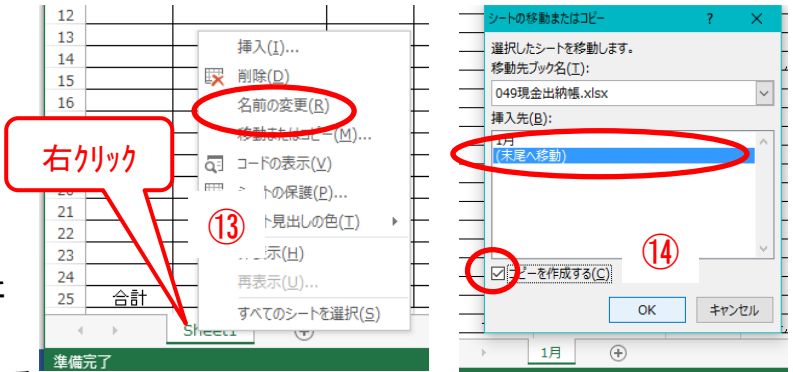 12
13
14
15
16
21
22
23
24
25 合計
挿入(I)...
削除(D)
名前の変更(R)
移動またはコピー(M)...
コードの表示(V)
の保護(P)...
ト見出しの色(T)
表示(H)
再表示(U)...
すべてのシートを選択(S)
右クリック
⑬
Sheet1
準備完了
シートの移動またはコピー ? ×
選択したシートを移動します。
移動先ブック名(T):
049現金出納帳.xlsx
挿入先(B):
1月
(末尾へ移動)
⑭
コピーを作成する(C)
OK キャンセル
1月